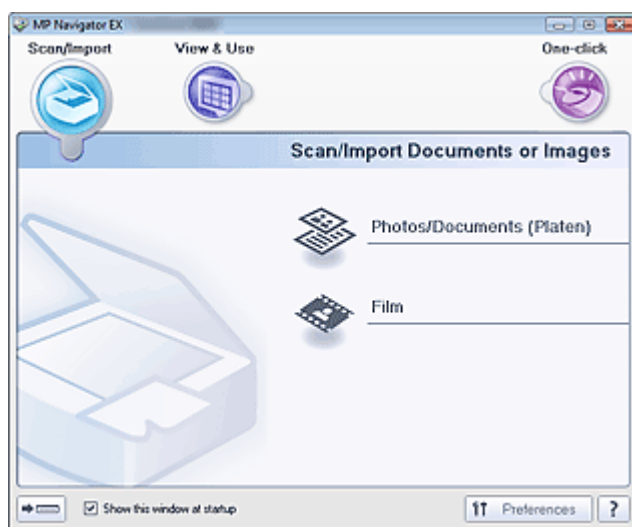 MP Navigator EX
Scan/Import
View & Use
One-click
Scan/Import Documents or Images
Photos/Documents (Platen)
Film
Show this window at startup
Preferences
?